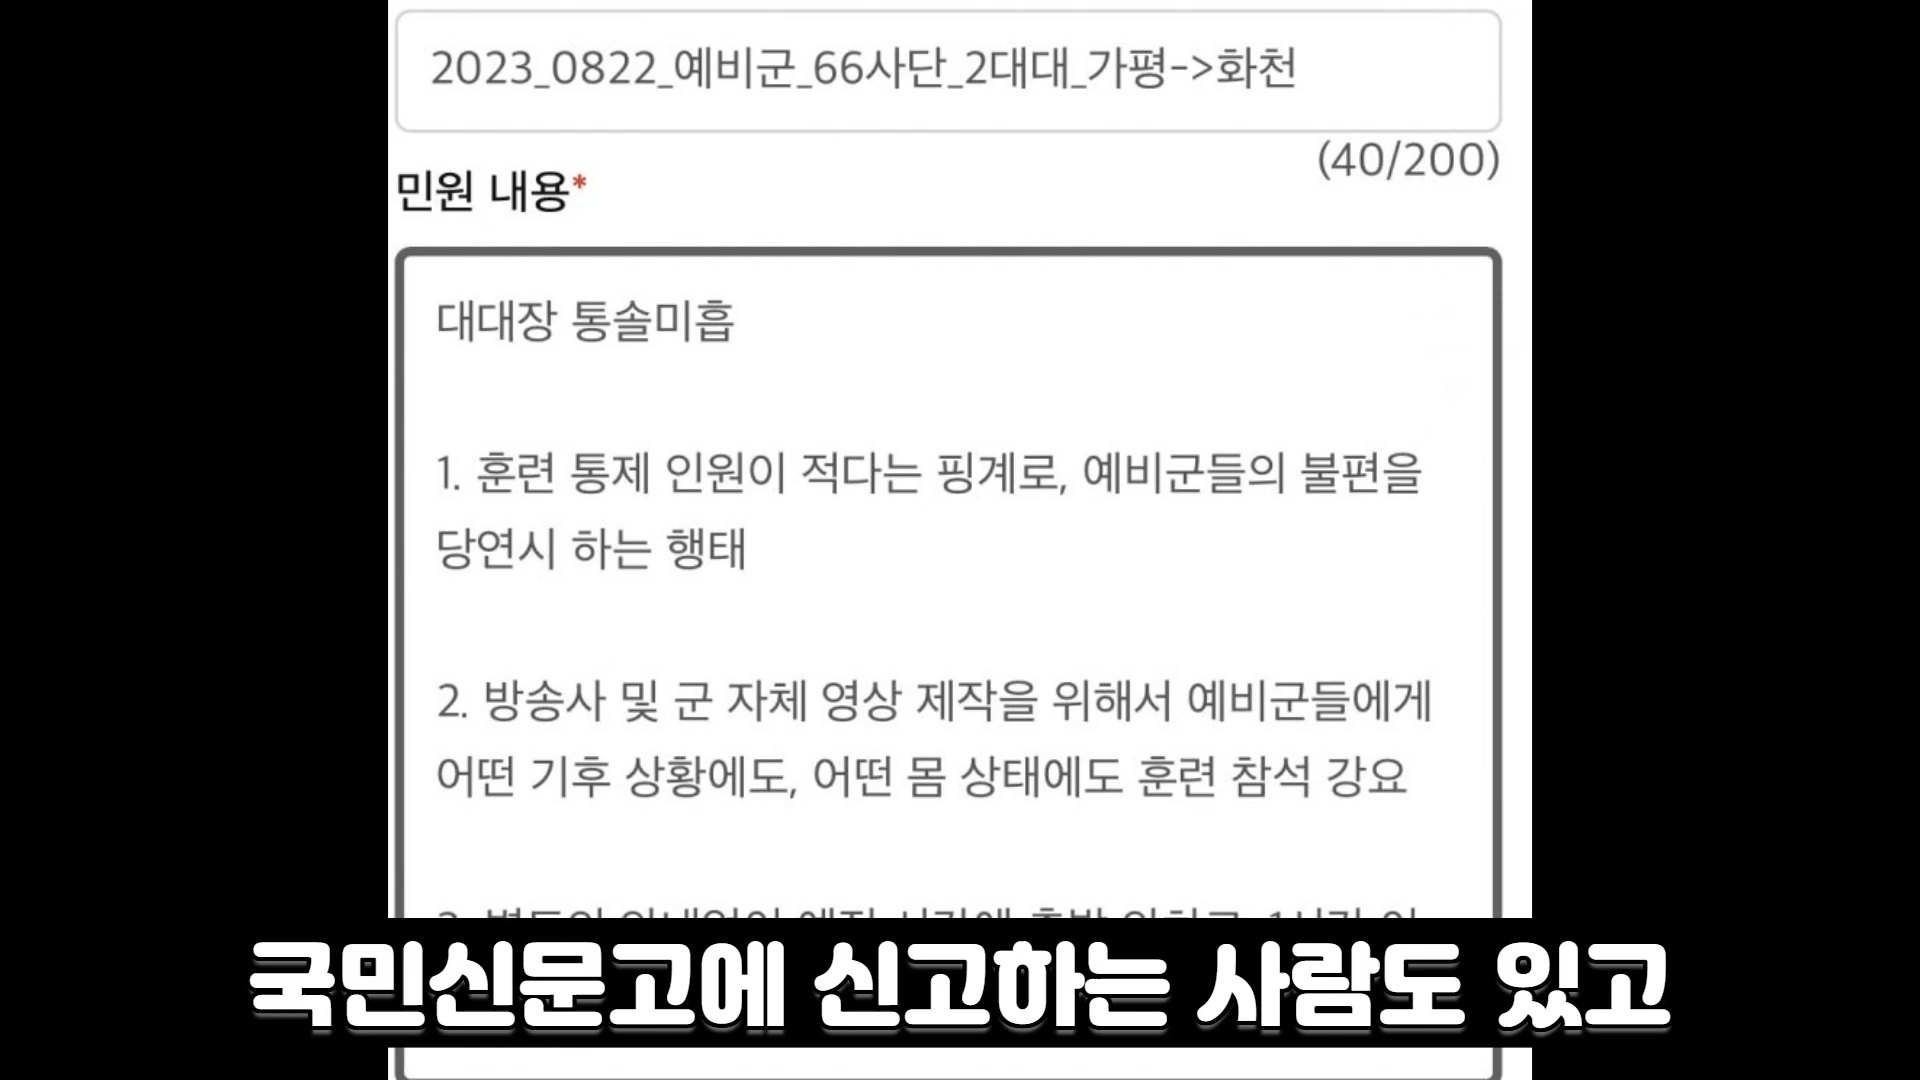 2023_0822_예비군_66사단_2대대_가평->화천
(40/200)
민원 내용*
대대장 통솔미흡
1. 훈련 통제 인원이 적다는 핑계로, 예비군들의 불편을
당연시 하는 행태
2. 방송사 및 군 자체 영상 제작을 위해서 예비군들에게
어떤 기후 상황에도, 어떤 몸 상태에도 훈련 참석 강요
국민신문고에 신고하는 사람도 있고